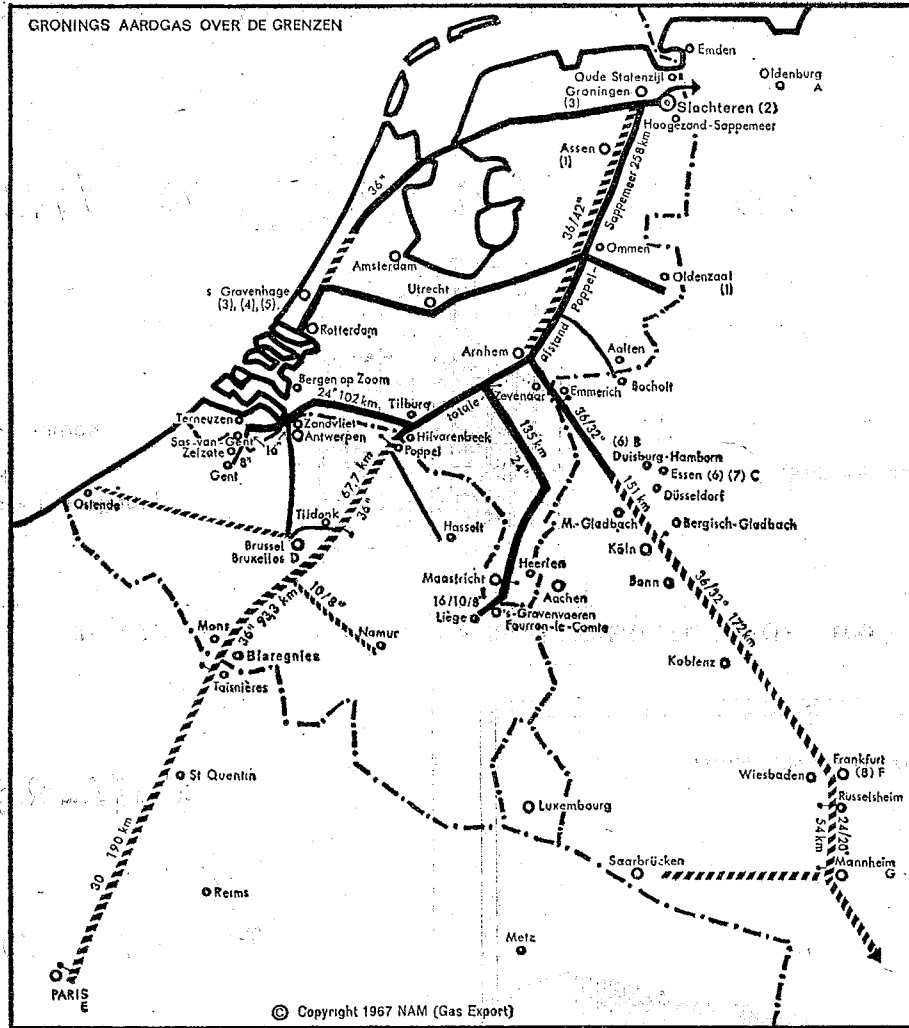 GRONINGS AARDGAS OVER DE GRENZEN
Emden
Oude Statenzijl
Groningen
(3)
Oldenburg
A
Slochteren (2)
Hoogezand-Sappemeer
Assen
(1)
36"
36/42"
totale afstand Poppel-Sappemeer 258 km
Ommen
Amsterdam
Oldenzaal
(1)
Utrecht
s Gravenhage
(3), (4), (5).
Rotterdam
Arnhem
Aalten
Bocholt
Zevenaar
Emmerich
Bergen op Zoom
24" 102 km.
Tilburg
Terneuzen
Zandvliet
Antwerpen
Hilvarenbeek
Poppel
Sas-van-Gent
Zelzate
16"
8"
Gent
135 km
24"
36/32"
151 km
(6) B
Duisburg-Hamborn
Essen (6) (7) C
Düsseldorf
M.-Gladbach
Bergisch-Gladbach
Köln
Bonn
67.7 km
36"
Ostende
Tildonk
Hasselt
Brussel
Bruxelles D
Maastricht
Heerlen
Aachen
16/10/8"
Liège
's-Gravenvoeren
Fouron-le-Comte
10/8"
Namur
36" 93,3 km
Mons
Blaregnies
Taisnières
36/32" 172 km
Koblenz
St Quentin
Wiesbaden
Frankfurt
(8) F
Russelsheim
24/20"
54 km
Luxembourg
Saarbrücken
Mannheim
G
30 190 km
Reims
Metz
PARIS
E
© Copyright 1967 NAM (Gas Export)